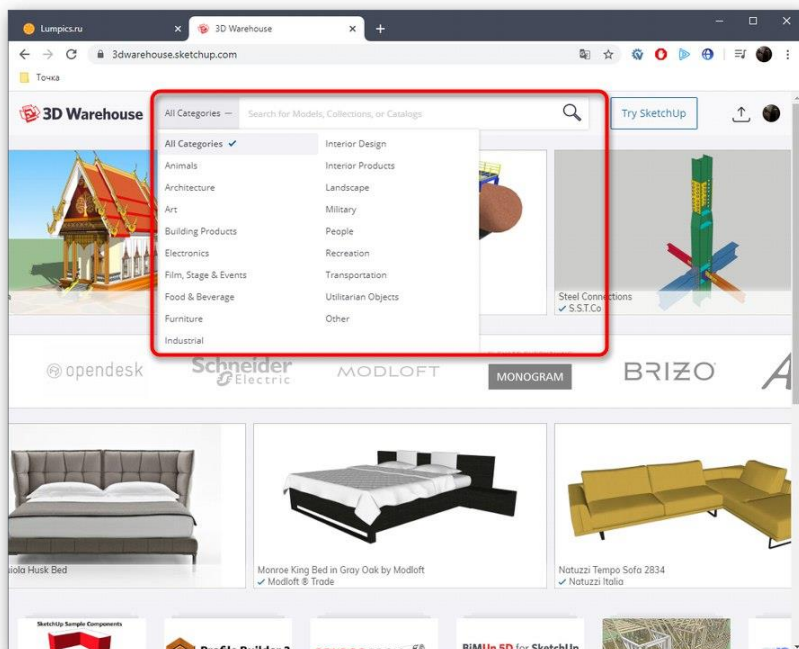 Lumpics.ru
3D Warehouse
3dwarehouse.sketchup.com
Точка
3D Warehouse
All Categories
Search for Models, Collections, or Catalogs
Try SketchUp
All Categories
Animals
Architecture
Art
Building Products
Electronics
Film, Stage & Events
Food & Beverage
Furniture
Industrial
Interior Design
Interior Products
Landscape
Military
People
Recreation
Transportation
Utilitarian Objects
Other
Steel Connections
S.S.T.Co
opendesk
Schneider
Electric
MODLOFT
MONOGRAM
BRIZO
Husk Bed
Monroe King Bed in Gray Oak by Modloft
Modloft ® Trade
Natuzzi Tempo Sofa 2834
Natuzzi Italia
SketchUp Sample Components
Profile Builder 3
BiMUp 5D for SketchUp